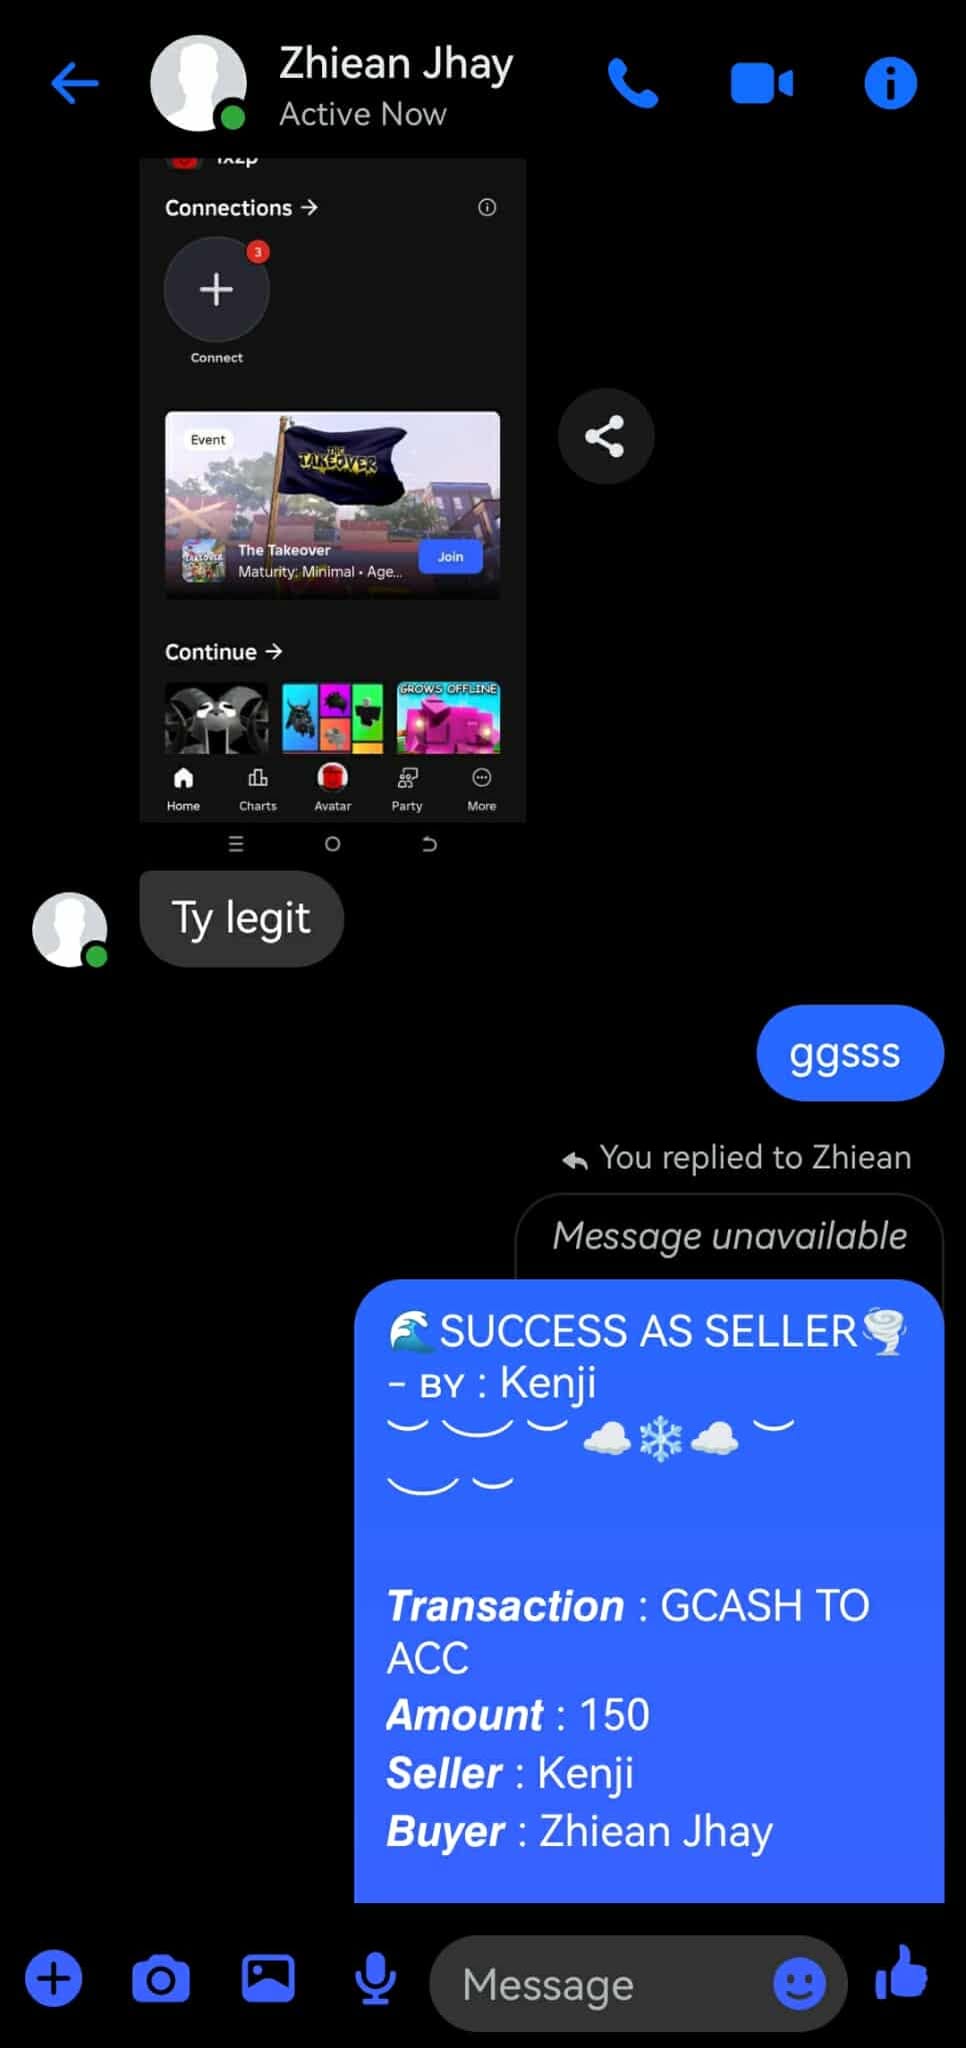 Zhiean Jhay
Active Now
Connections →
3
Connect
Event
THE
TAKEOVER
TAKEOVER
The Takeover
Maturity: Minimal • Age...
Join
Continue →
GROWS OFFLINE
Home
Charts
Avatar
Party
More
Ty legit
ggsss
You replied to Zhiean
Message unavailable
🌊SUCCESS AS SELLER🌪️
- ʙʏ : Kenji
︶ ︶ ︶ ☁️❄️☁️ ︶
︶ ︶
Transaction : GCASH TO
ACC
Amount : 150
Seller : Kenji
Buyer : Zhiean Jhay
Message